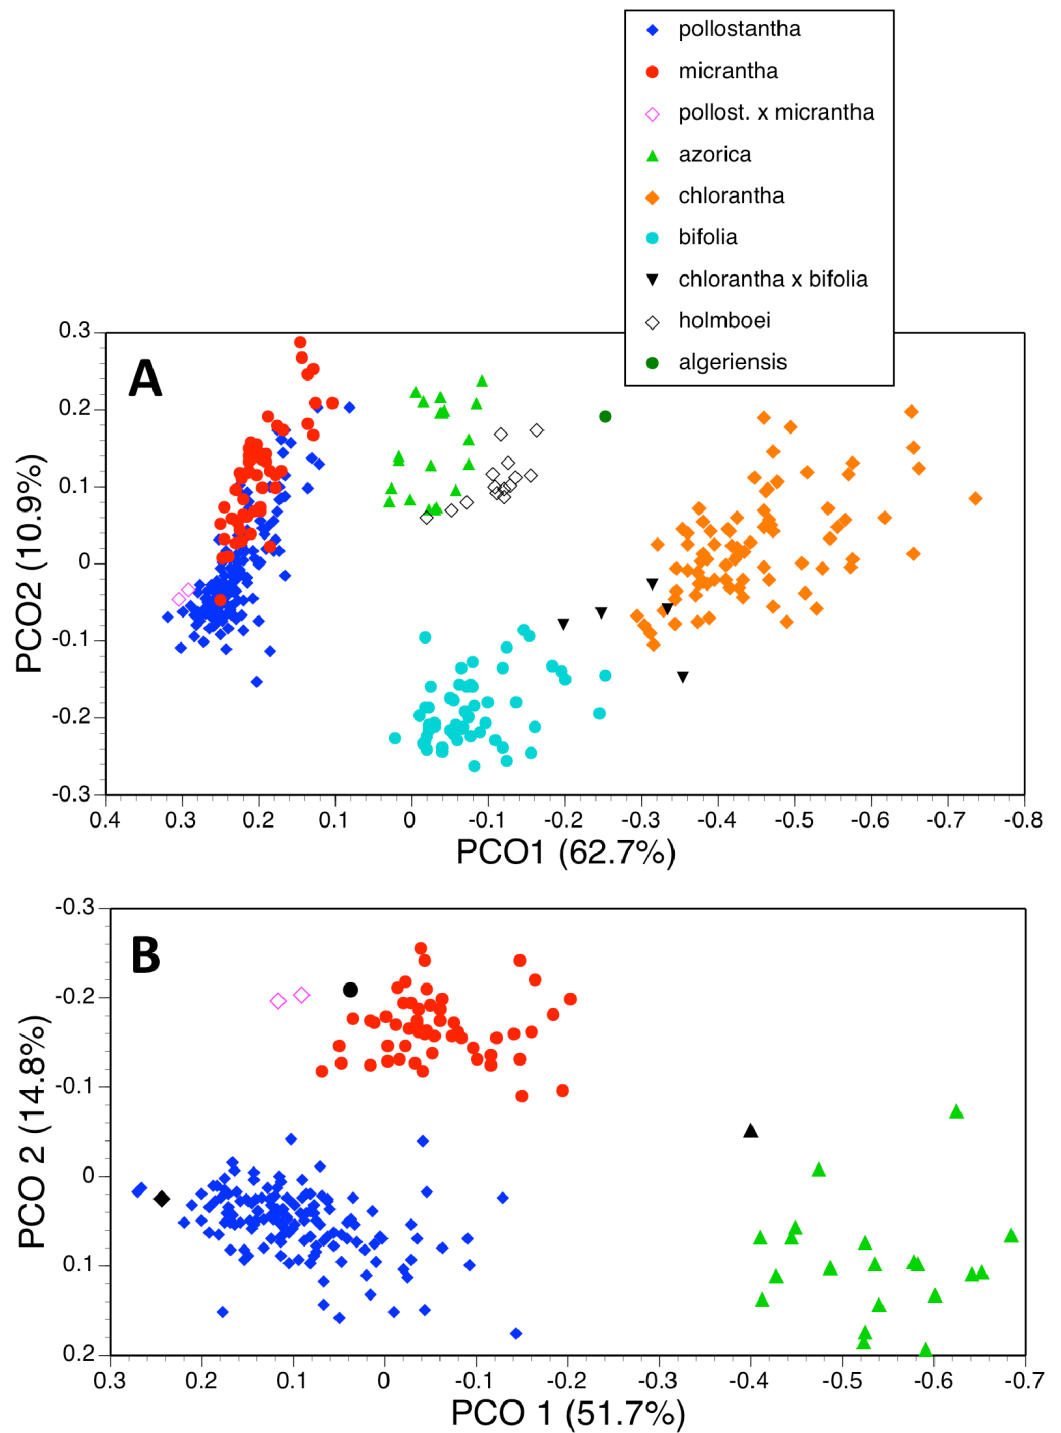 pollostantha
micrantha
pollost. x micrantha
azorica
chlorantha
bifolia
chlorantha x bifolia
holmboei
algeriensis
A
0.3
0.2
0.1
0
-0.1
-0.2
-0.3
PCO2 (10.9%)
0.4 0.3 0.2 0 -0.1 -0.2 -0.3 -0.4 -0.5 -0.6 -0.7 -0.8
PCO1 (62.7%)
B
-0.3
-0.2
-0.1
0
0.1
0.2
PCO 2 (14.8%)
0.2 0.1 0 -0.1 -0.2 -0.3 -0.4 -0.5 -0.6 -0.7
PCO 1 (51.7%)